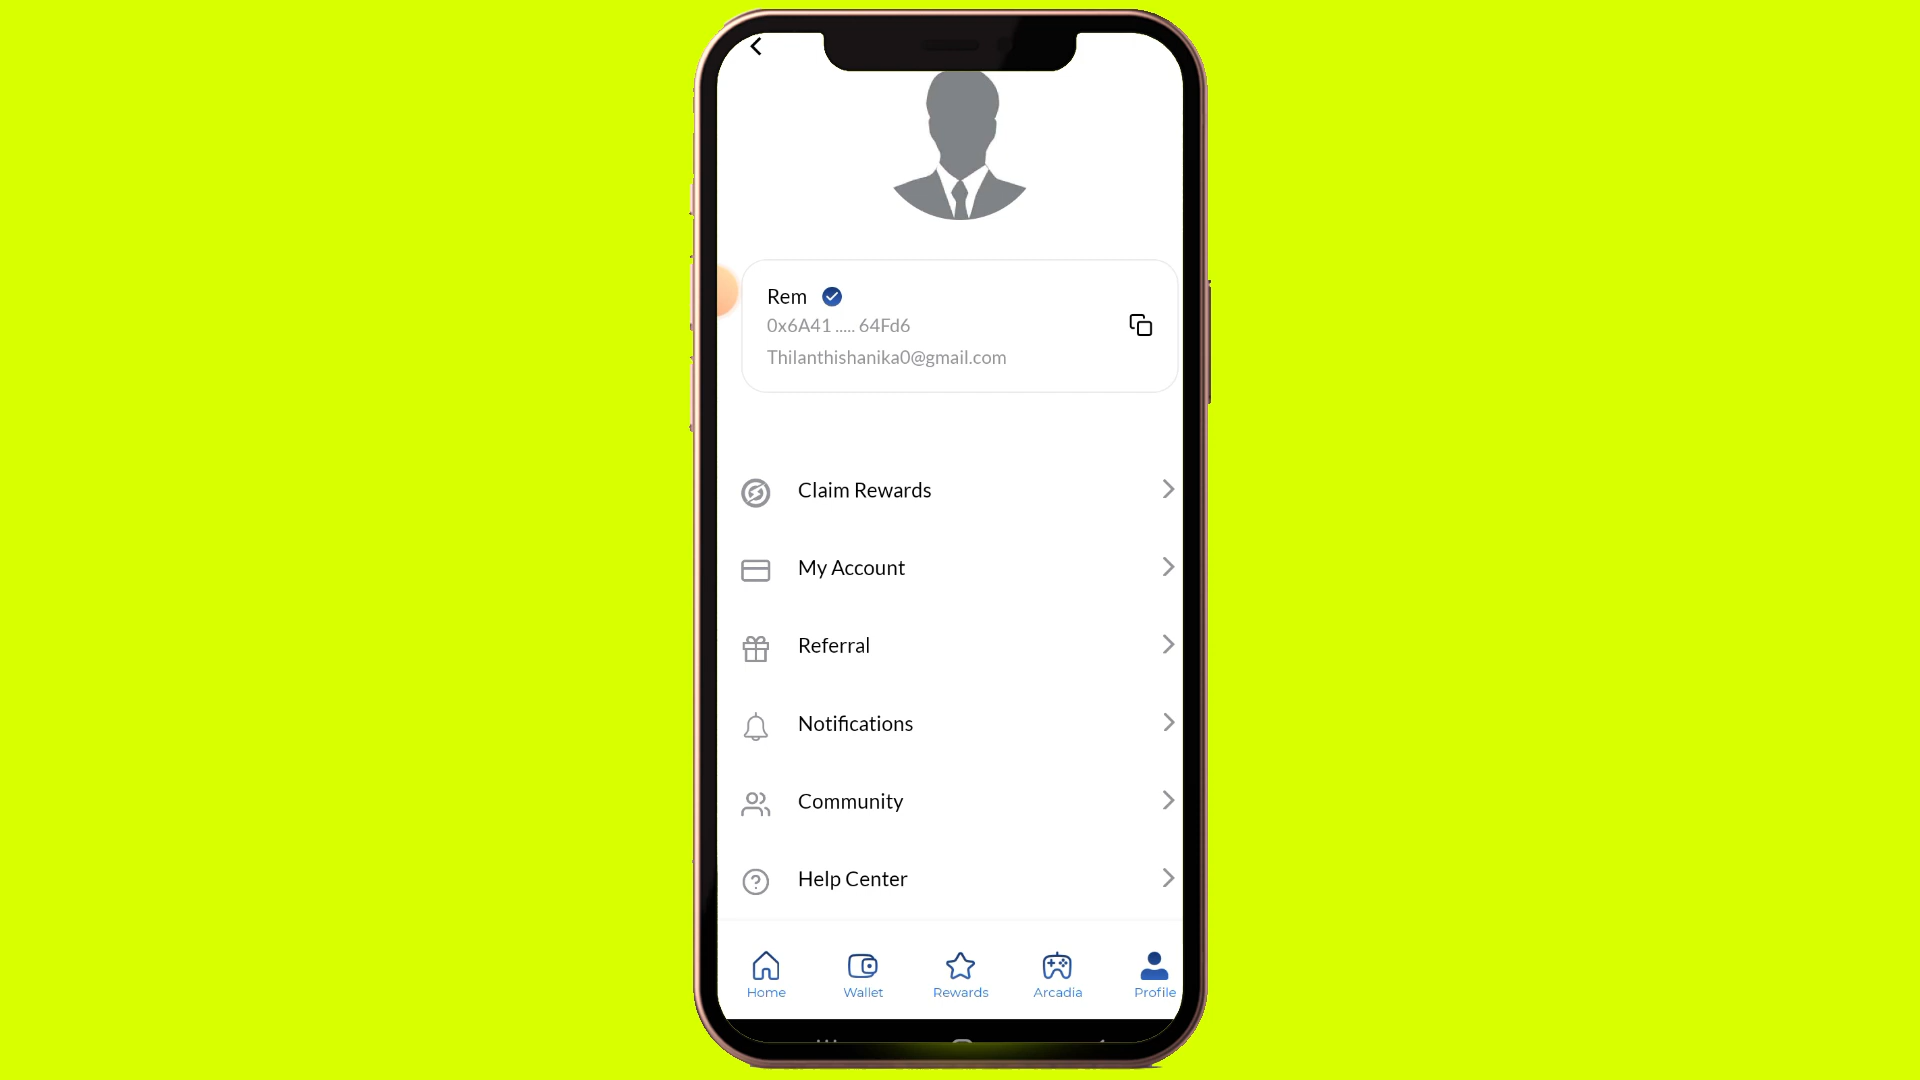 Rem
0x6A41 ..... 64Fd6
Thilanthishanika0@gmail.com
Claim Rewards
My Account
Referral
Notifications
Community
Help Center
Home
Wallet
Rewards
Arcadia
Profile